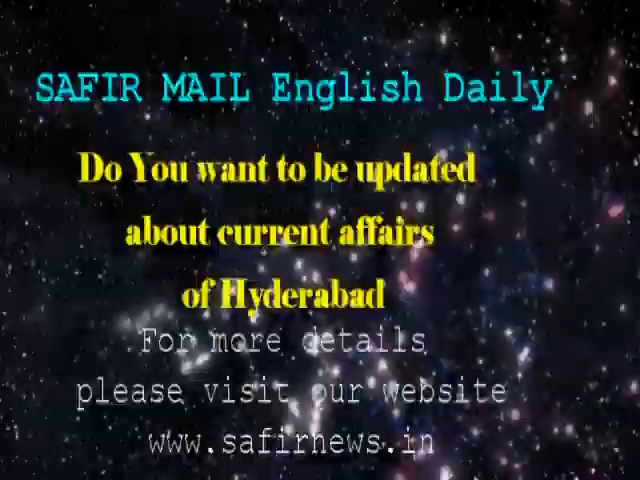 SAFIR MAIL English Daily
Do You want to be updated
about current affairs
of Hyderabad
For more details
please visit our website
www.safirnews.in